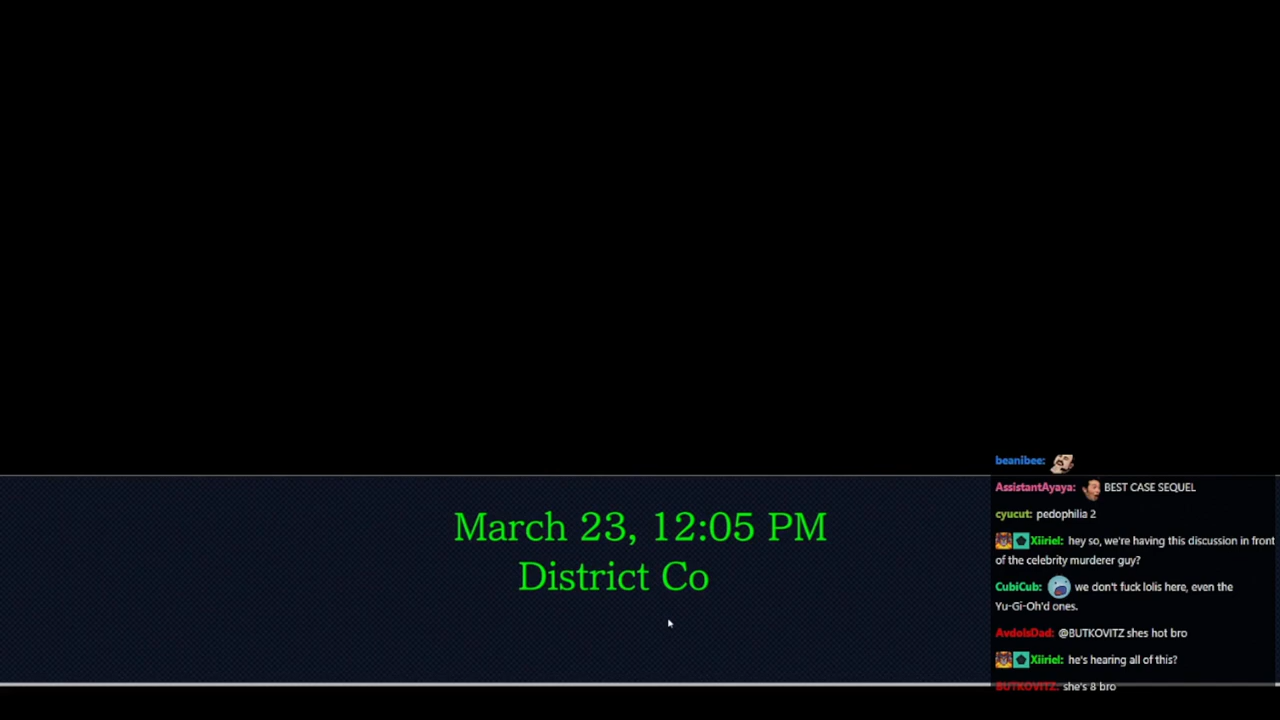 beanibee:
AssistantAyaya: BEST CASE SEQUEL
cyucut: pedophilia 2
Xiiriel: hey so, we're having this discussion in front
of the celebrity murderer guy?
CubiCub: we don't fuck lolis here, even the
Yu-Gi-Oh'd ones.
AvdolsDad: @BUTKOVITZ shes hot bro
Xiiriel: he's hearing all of this?
BUTKOVITZ: she's 8 bro
March 23, 12:05 PM
District Co